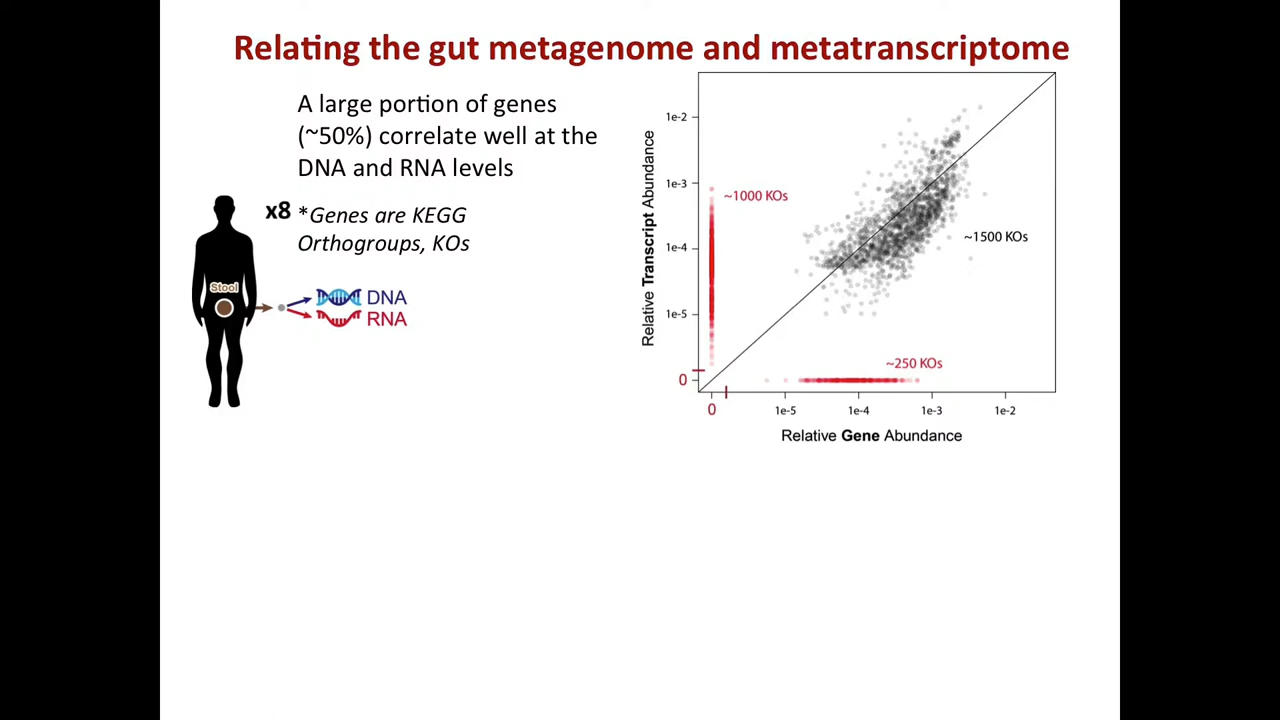 Relating the gut metagenome and metatranscriptome
A large portion of genes
(~50%) correlate well at the
DNA and RNA levels
x8 *Genes are KEGG
Orthogroups, KOs
Stool
DNA
RNA
Relative Transcript Abundance
1e-2
1e-3
1e-4
1e-5
0
~1000 KOs
~1500 KOs
~250 KOs
0 1e-5 1e-4 1e-3 1e-2
Relative Gene Abundance